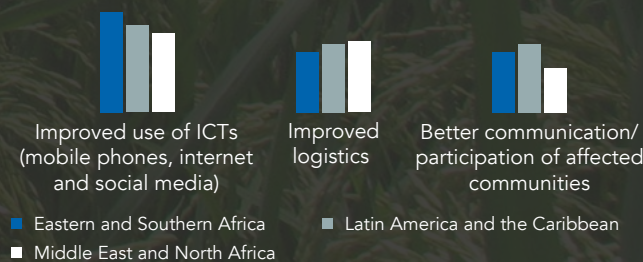 Improved use of ICTs
(mobile phones, internet
and social media)
Improved
logistics
Better communication/
participation of affected
communities
Eastern and Southern Africa
Latin America and the Caribbean
Middle East and North Africa